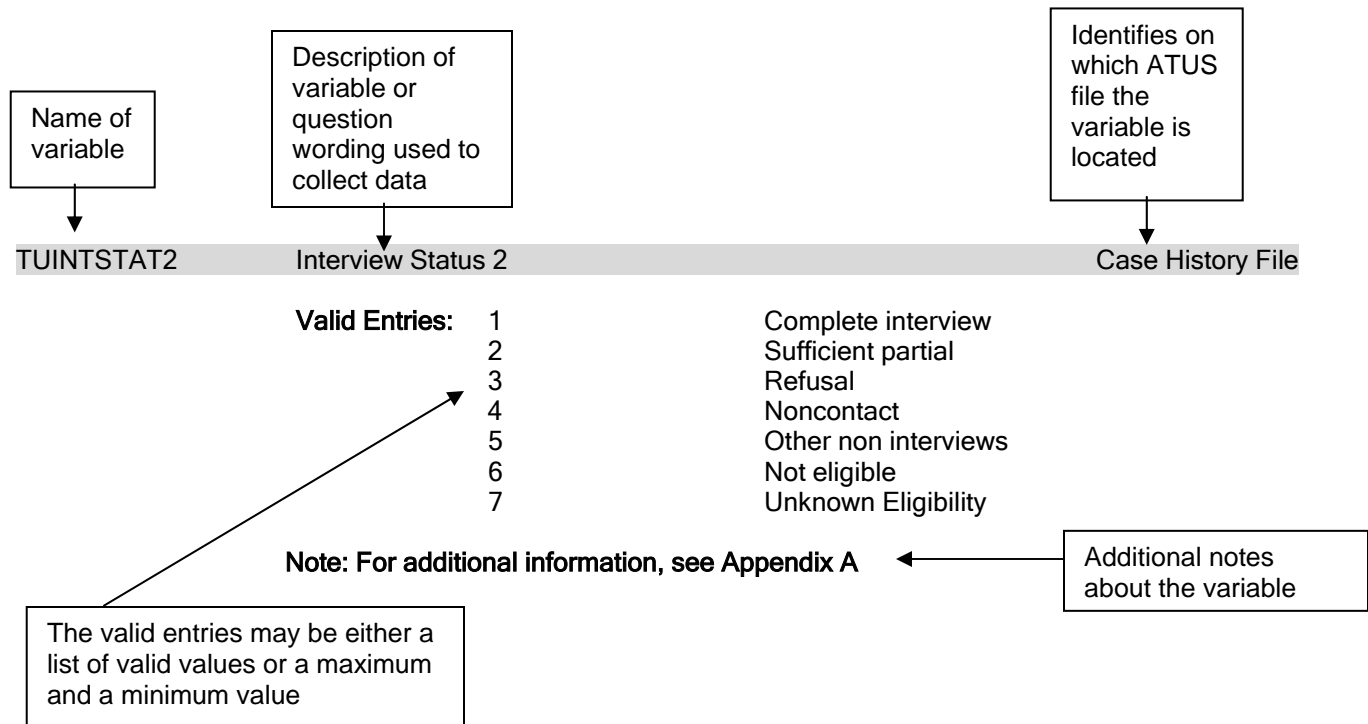 Name of
variable
Description of
variable or
question
wording used to
collect data
Identifies on
which ATUS
file the
variable is
located
TUINTSTAT2 Interview Status 2 Case History File
Valid Entries: 1 Complete interview
2 Sufficient partial
3 Refusal
4 Noncontact
5 Other non interviews
6 Not eligible
7 Unknown Eligibility
Note: For additional information, see Appendix A
Additional notes
about the variable
The valid entries may be either a
list of valid values or a maximum
and a minimum value